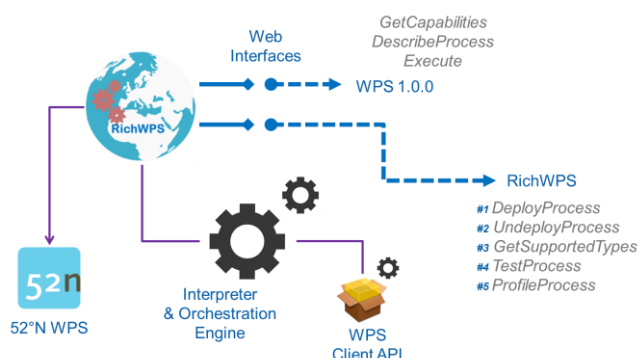 GetCapabilities
DescribeProcess
Execute
Web
Interfaces
WPS 1.0.0
RichWPS
RichWPS
#1 DeployProcess
#2 UndeployProcess
#3 GetSupportedTypes
#4 TestProcess
#5 ProfileProcess
52n
52°N WPS
Interpreter
& Orchestration
Engine
WPS
Client API